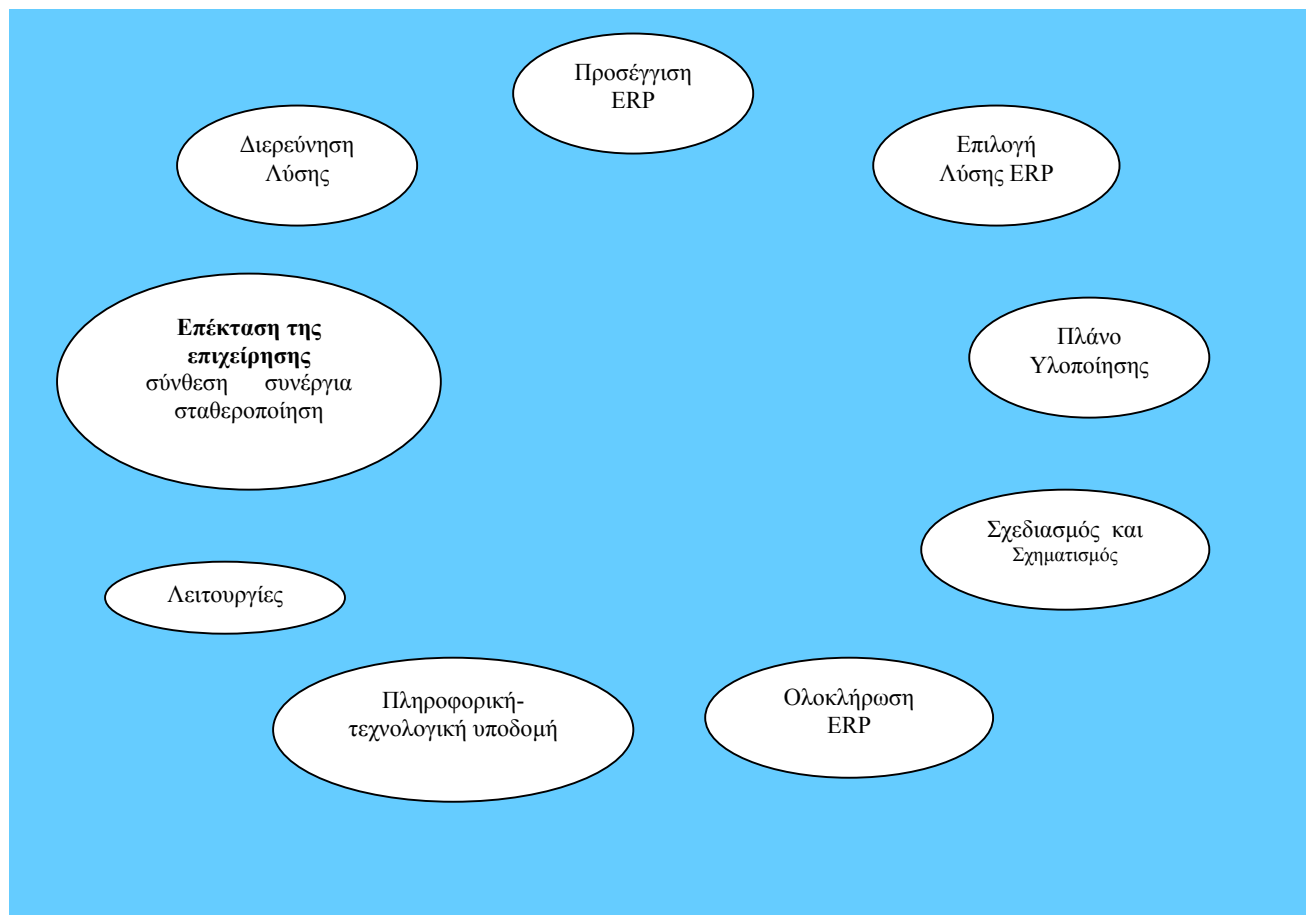 Προσέγγιση
ERP
Διερεύνηση
Λύσης
Επιλογή
Λύσης ERP
Επέκταση της
επιχείρησης
σύνθεση συνέργια
σταθεροποίηση
Πλάνο
Υλοποίησης
Σχεδιασμός και
Σχηματισμός
Λειτουργίες
Πληροφορική-
τεχνολογική υποδομή
Ολοκλήρωση
ERP